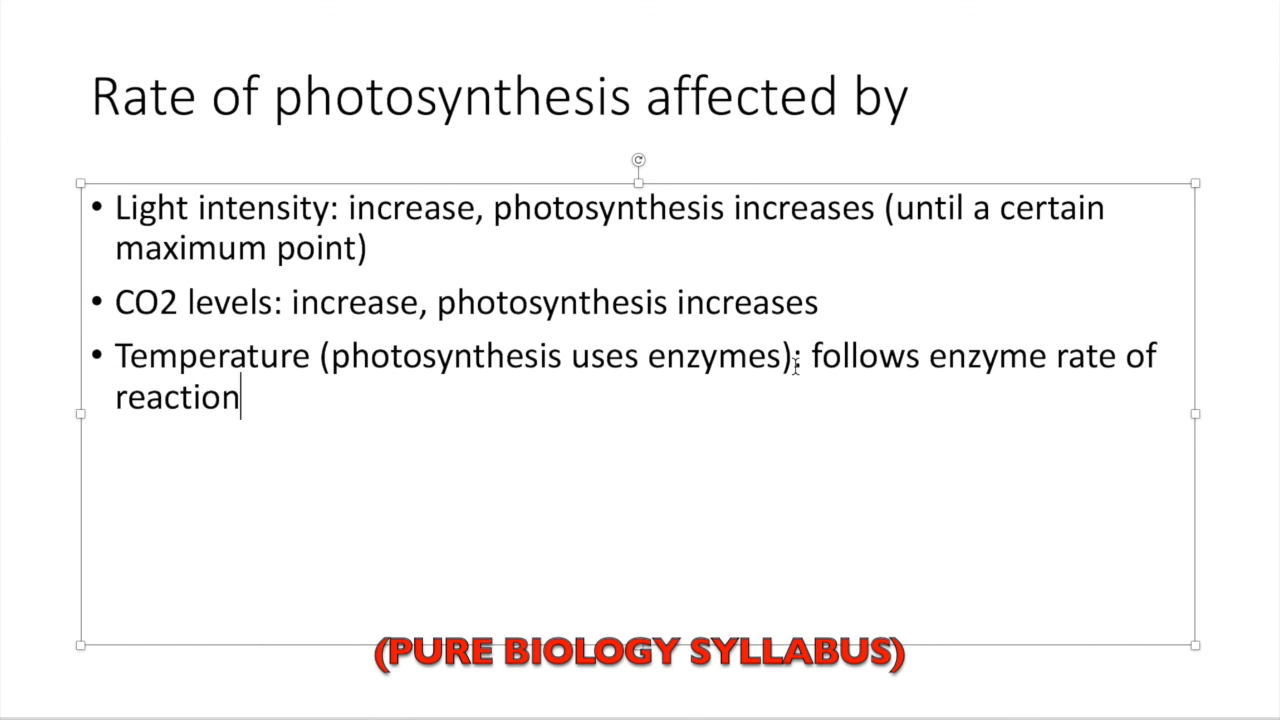 Rate of photosynthesis affected by
• Light intensity: increase, photosynthesis increases (until a certain
maximum point)
• CO2 levels: increase, photosynthesis increases
• Temperature (photosynthesis uses enzymes): follows enzyme rate of
reaction
(PURE BIOLOGY SYLLABUS)